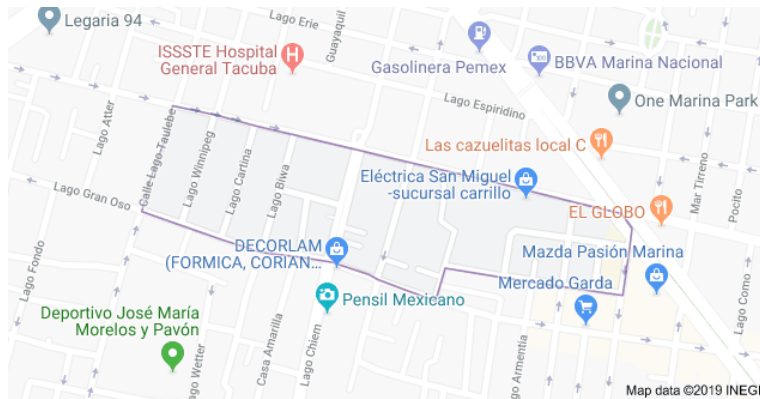 Legaria 94
Lago Erie
Guayaquil
ISSSTE Hospital
General Tacuba
Gasolinera Pemex
BBVA Marina Nacional
Lago Espiridino
One Marina Park
Lago Atter
Calle Lago Taulebe
Lago Winnipeg
Lago Cartina
Lago Biwa
Las cazuelitas local C
Eléctrica San Miguel
-sucursal carrillo
Mar Tirreno
Pocito
Lago Gran Oso
EL GLOBO
DECORLAM
(FORMICA, CORIAN...
Mazda Pasión Marina
Lago Fondo
Mercado Garda
Pensil Mexicano
Deportivo José María
Morelos y Pavón
Lago Como
Lago Wetter
Casa Amarilla
Lago Chiem
Lago Armentia
Map data ©2019 INEGI